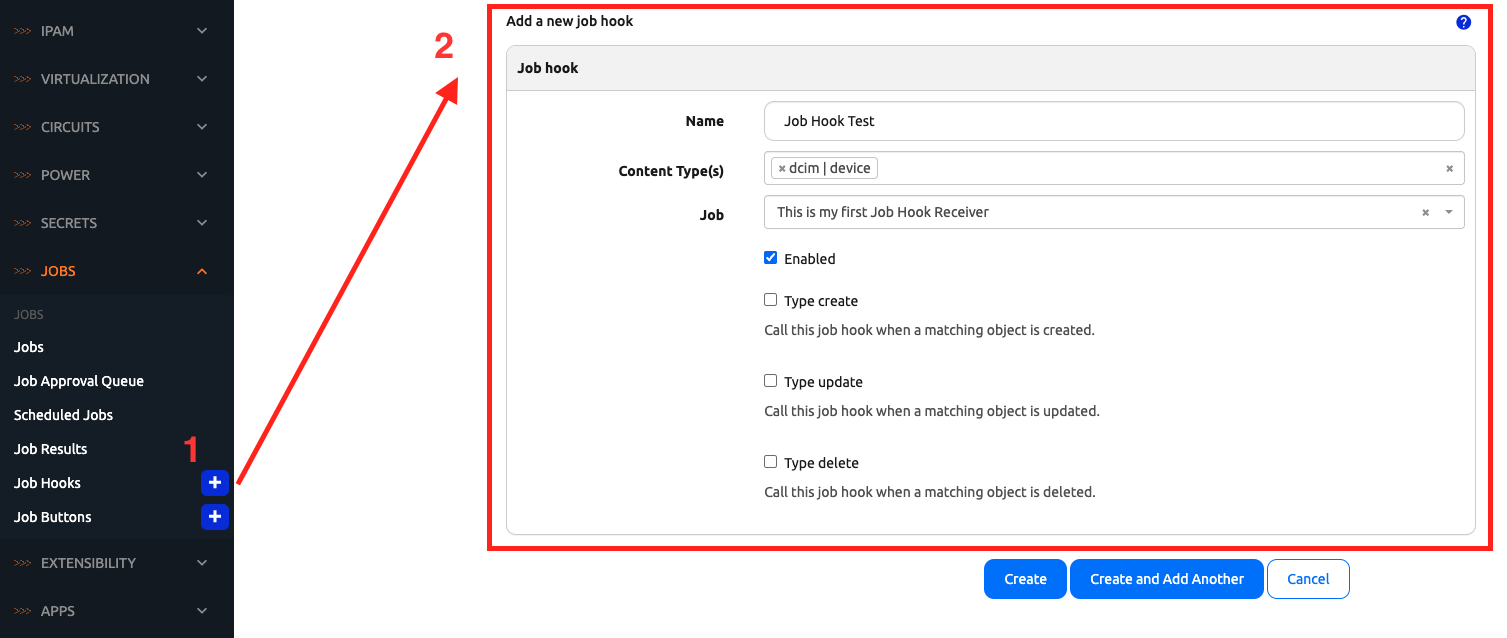 >>> IPAM
>>> VIRTUALIZATION
>>> CIRCUITS
>>> POWER
>>> SECRETS
>>> JOBS
JOBS
Jobs
Job Approval Queue
Scheduled Jobs
Job Results
1
Job Hooks +
Job Buttons +
>>> EXTENSIBILITY
>>> APPS
2
Add a new job hook ?
Job hook
Name Job Hook Test
Content Type(s) × dcim | device ×
Job This is my first Job Hook Receiver ×
Enabled
Type create
Call this job hook when a matching object is created.
Type update
Call this job hook when a matching object is updated.
Type delete
Call this job hook when a matching object is deleted.
Create Create and Add Another Cancel